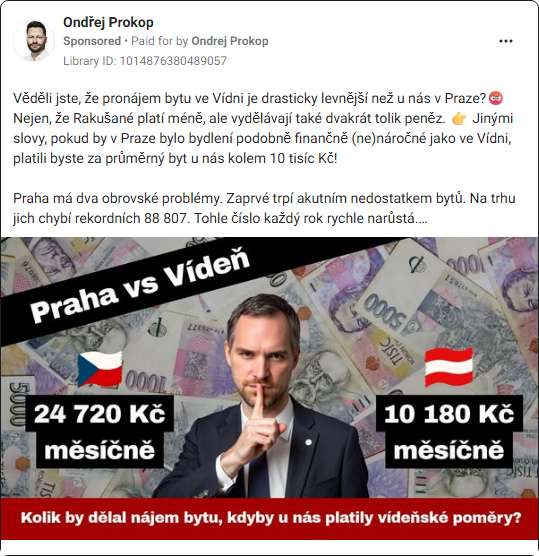 Ondřej Prokop
Sponsored • Paid for by Ondrej Prokop
Library ID: 1014876380489057
Věděli jste, že pronájem bytu ve Vídni je drasticky levnější než u nás v Praze? 😡
Nejen, že Rakušané platí méně, ale vydělávají také dvakrát tolik peněz. 👉 Jinými
slovy, pokud by v Praze bylo bydlení podobně finančně (ne)náročné jako ve Vídni,
platili byste za průměrný byt u nás kolem 10 tisíc Kč!
Praha má dva obrovské problémy. Zaprvé trpí akutním nedostatkem bytů. Na trhu
jich chybí rekordních 88 807. Tohle číslo každý rok rychle narůstá....
Praha vs Vídeň
24 720 Kč
měsíčně
10 180 Kč
měsíčně
Kolik by dělal nájem bytu, kdyby u nás platily vídeňské poměry?